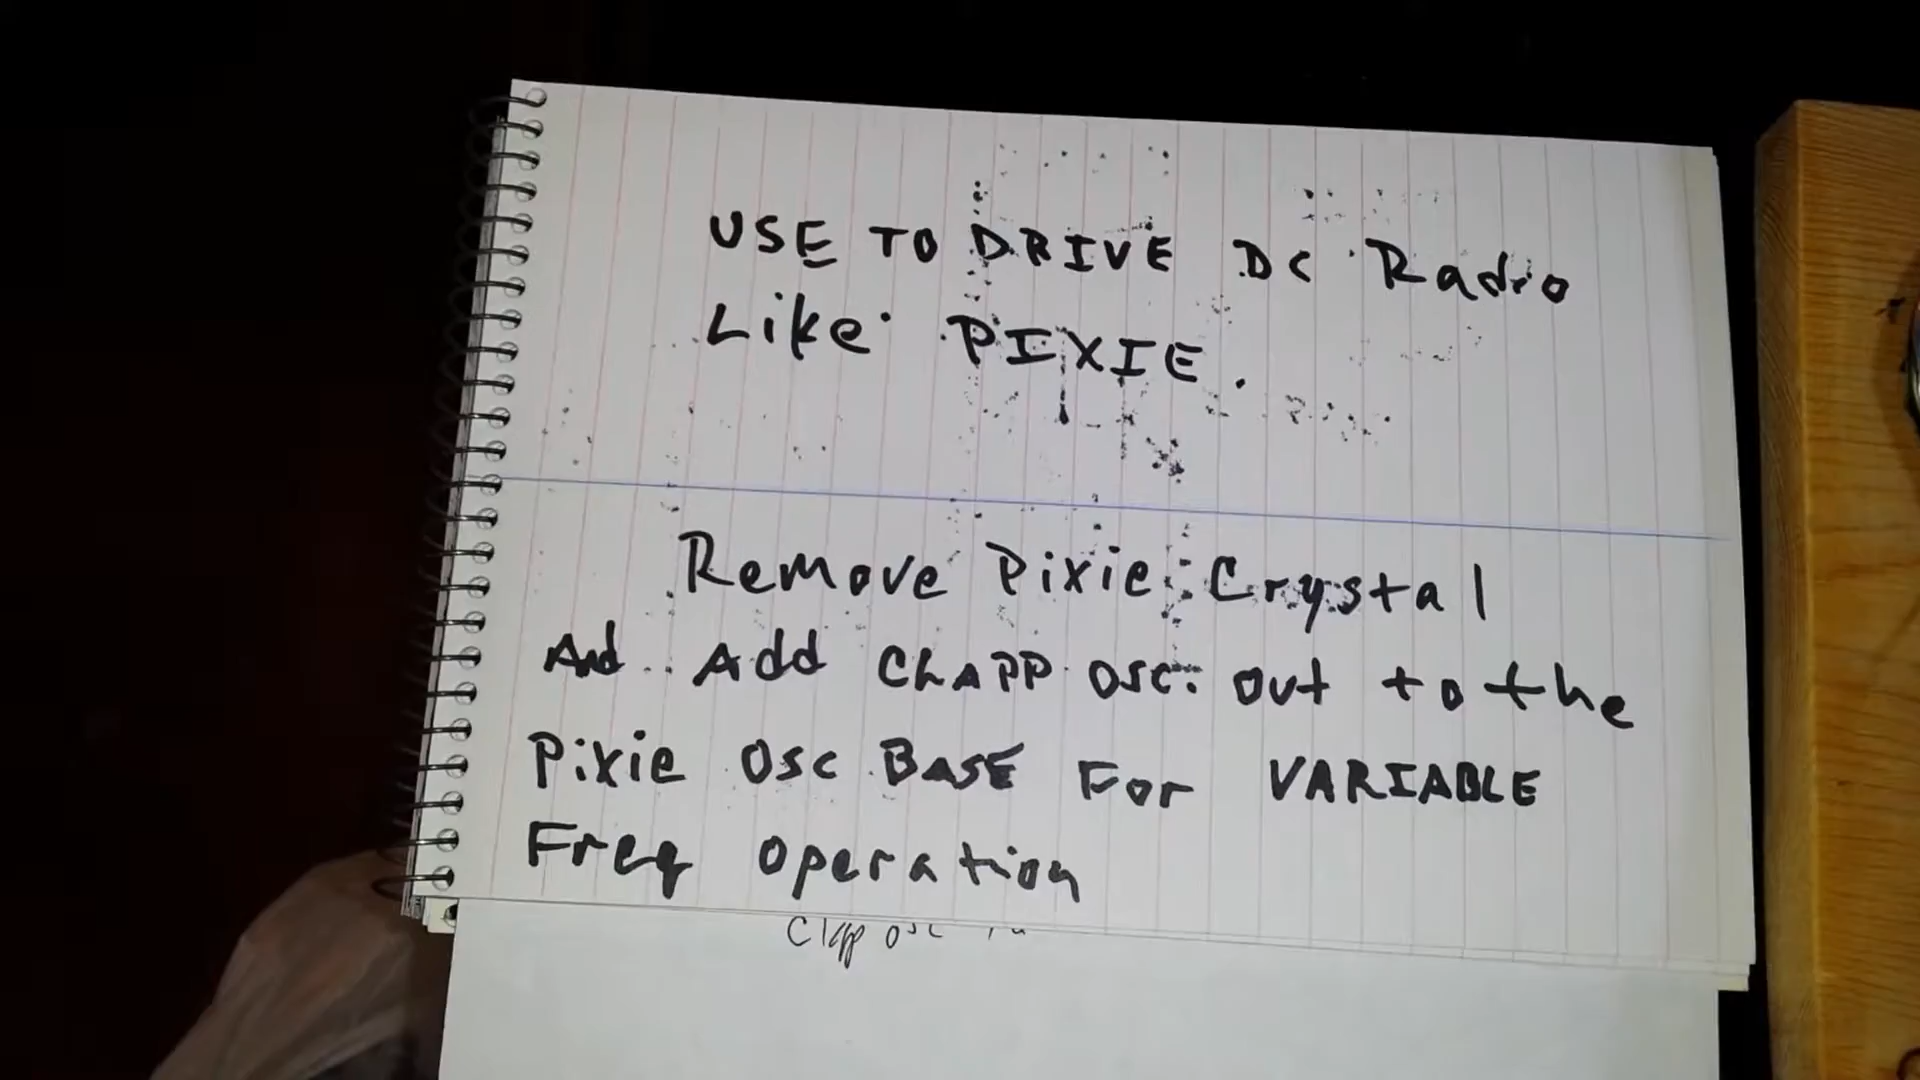 USE TO DRIVE DC Radio
Like PIXIE.
Remove Pixie Crystal
And Add CLAPP OSC. Out to the
Pixie Osc BASE For VARIABLE
Freq Operation
Clapp osc